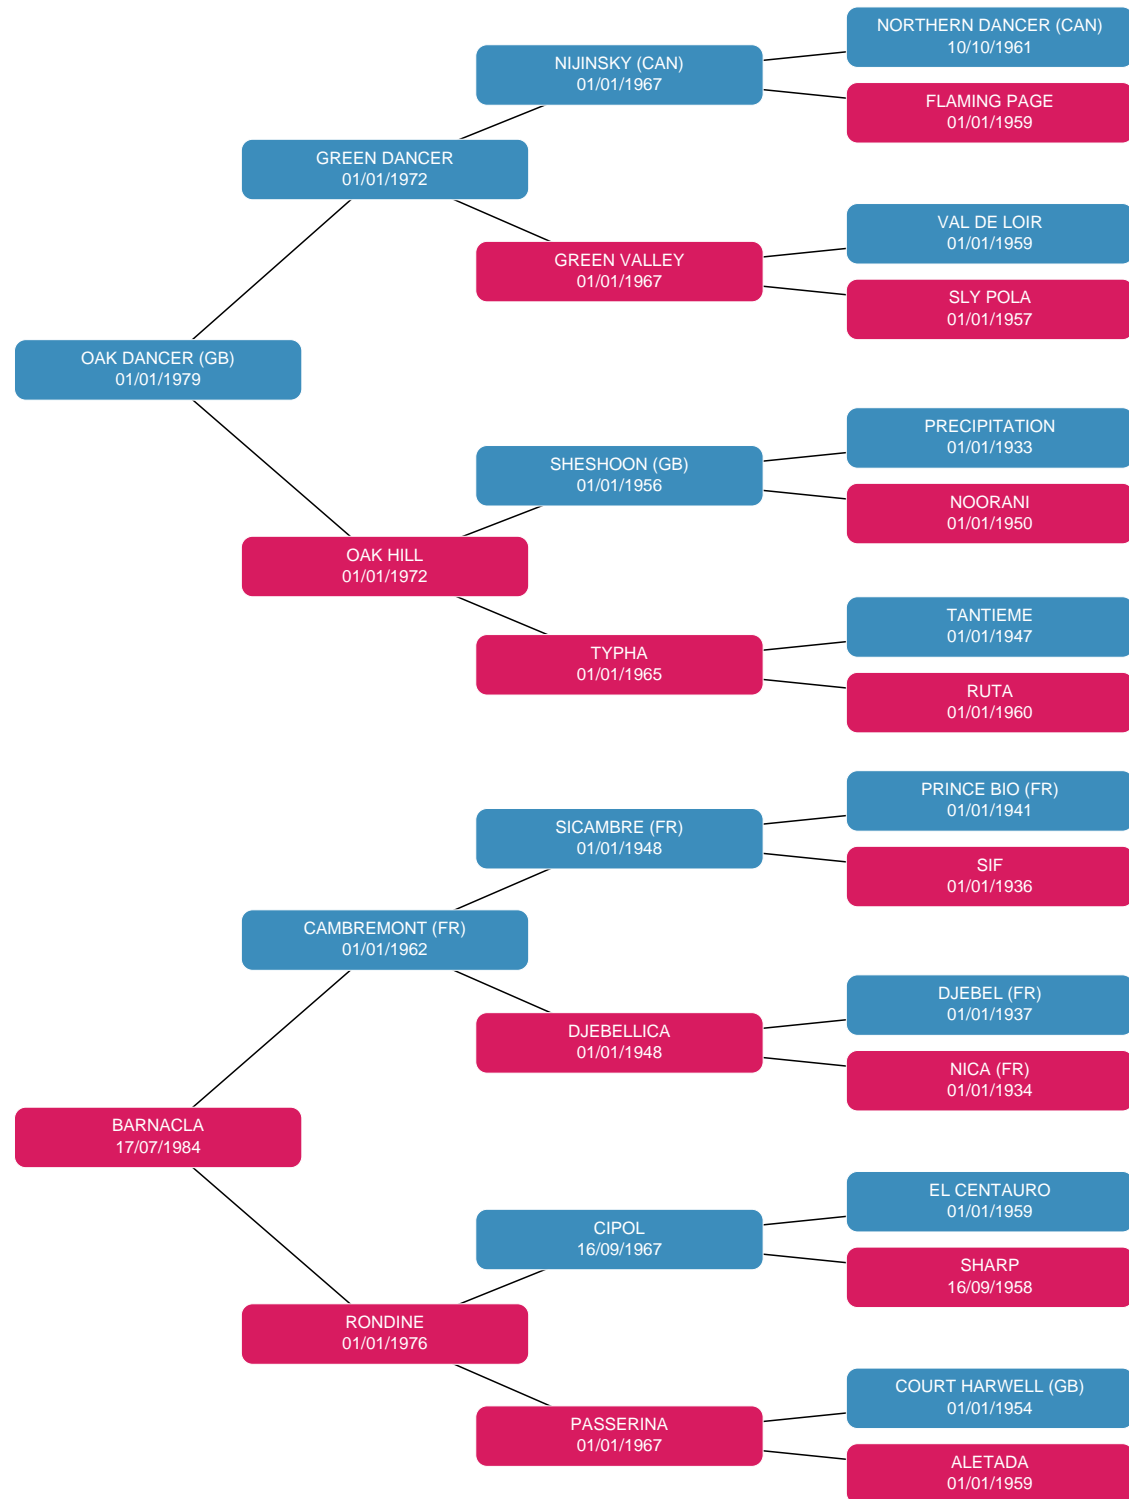 NORTHERN DANCER (CAN)
10/10/1961
NIJINSKY (CAN)
01/01/1967
FLAMING PAGE
01/01/1959
GREEN DANCER
01/01/1972
VAL DE LOIR
01/01/1959
GREEN VALLEY
01/01/1967
SLY POLA
01/01/1957
OAK DANCER (GB)
01/01/1979
PRECIPITATION
01/01/1933
SHESHOON (GB)
01/01/1956
NOORANI
01/01/1950
OAK HILL
01/01/1972
TANTIEME
01/01/1947
TYPHA
01/01/1965
RUTA
01/01/1960
PRINCE BIO (FR)
01/01/1941
SICAMBRE (FR)
01/01/1948
SIF
01/01/1936
CAMBREMONT (FR)
01/01/1962
DJEBEL (FR)
01/01/1937
DJEBELLICA
01/01/1948
NICA (FR)
01/01/1934
BARNACLA
17/07/1984
EL CENTAURO
01/01/1959
CIPOL
16/09/1967
SHARP
16/09/1958
RONDINE
01/01/1976
COURT HARWELL (GB)
01/01/1954
PASSERINA
01/01/1967
ALETADA
01/01/1959